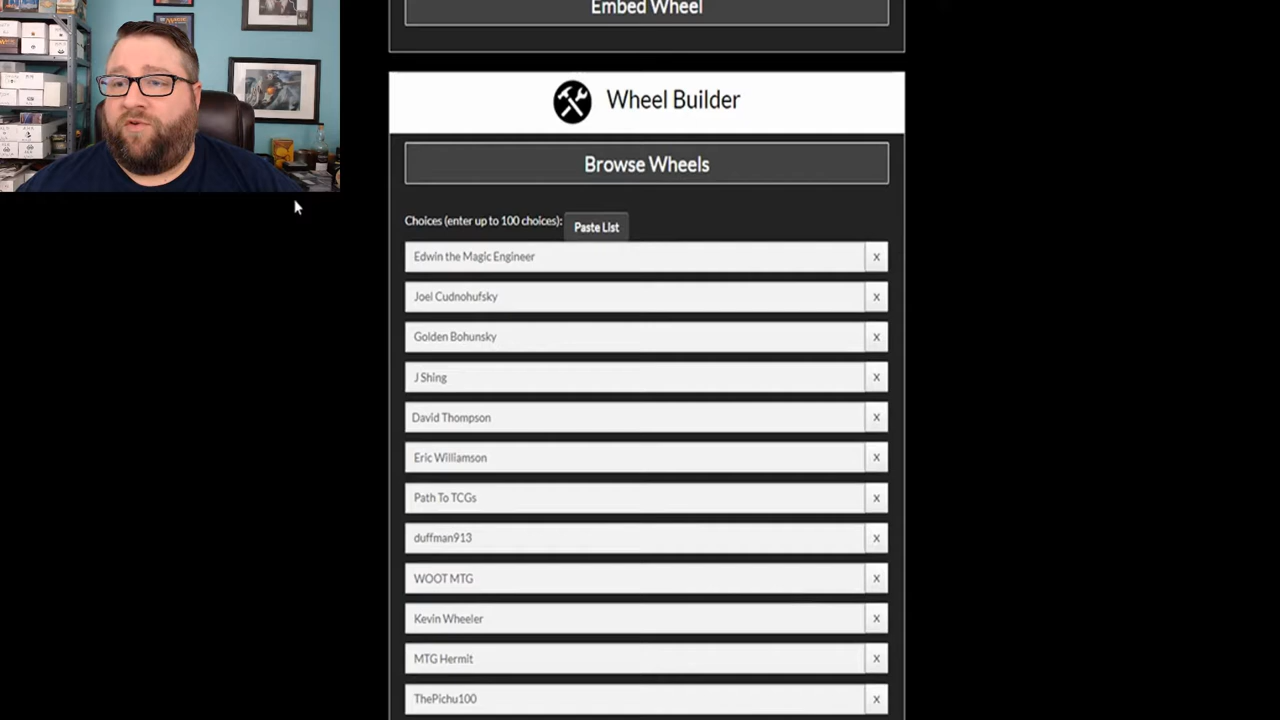 Embed Wheel
Wheel Builder
Browse Wheels
Choices (enter up to 100 choices): Paste List
Edwin the Magic Engineer X
Joel Cudnohufsky X
Golden Bohunsky X
J Shing X
David Thompson X
Eric Williamson X
Path To TCGs X
duffman913 X
WOOT MTG X
Kevin Wheeler X
MTG Hermit X
ThePichu100 X